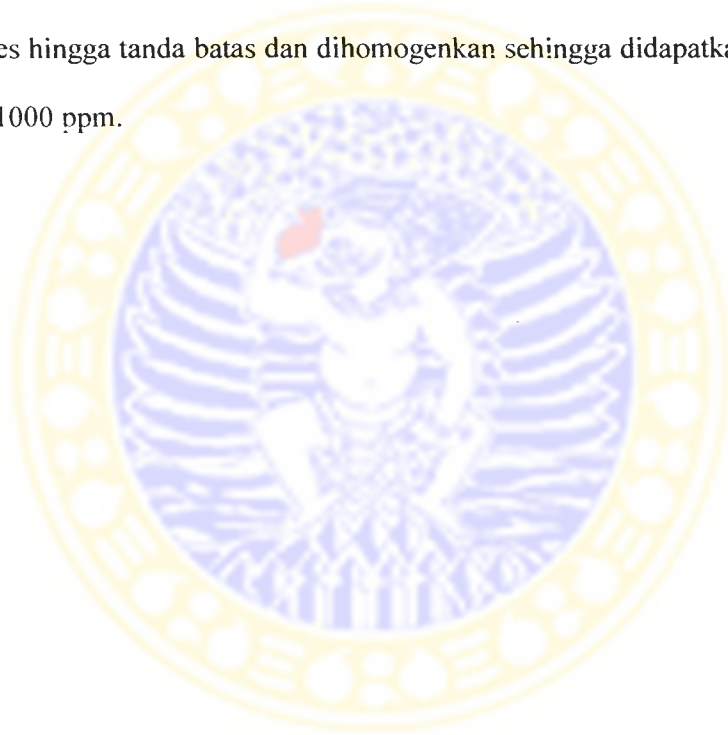 es hingga tanda batas dan dihomogenkan sehingga didapatka
1000 ppm.